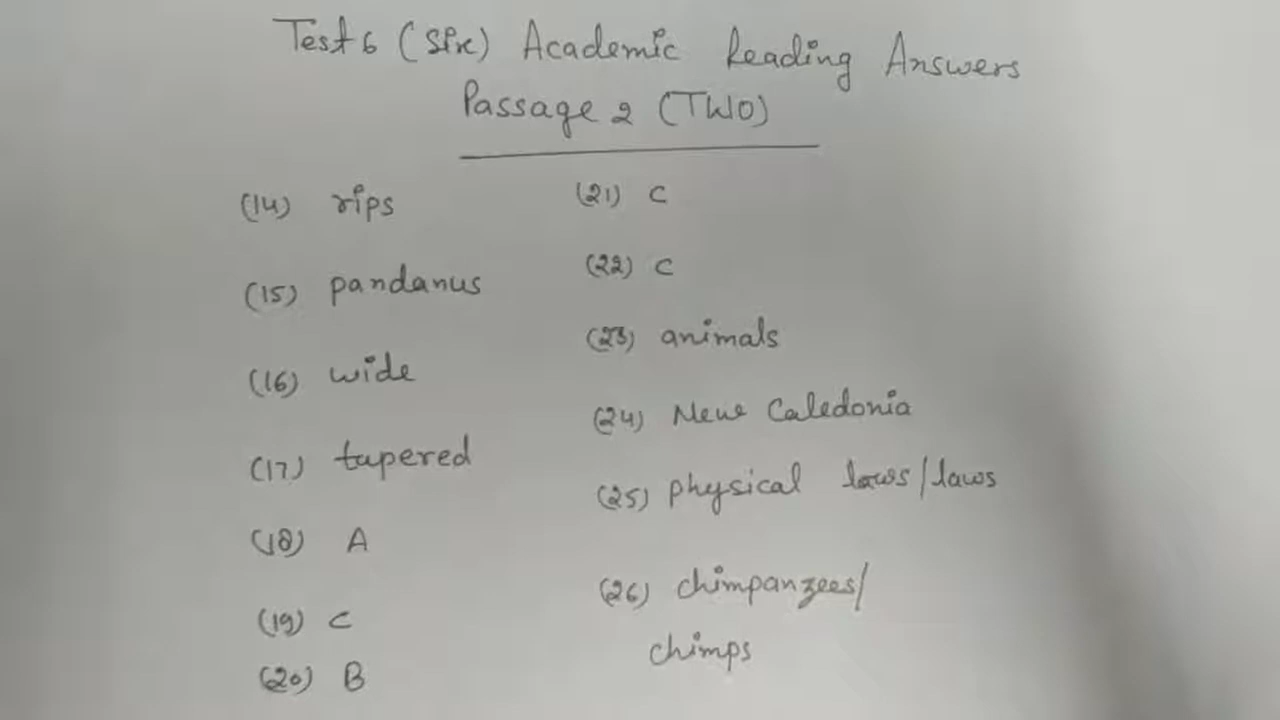 Test 6 (Six) Academic Reading Answers
Passage 2 (TWO)
(14) rips
(15) pandanus
(16) wide
(17) tapered
(18) A
(19) C
(20) B
(21) C
(22) C
(23) animals
(24) New Caledonia
(25) physical laws/laws
(26) chimpanzees/
chimps